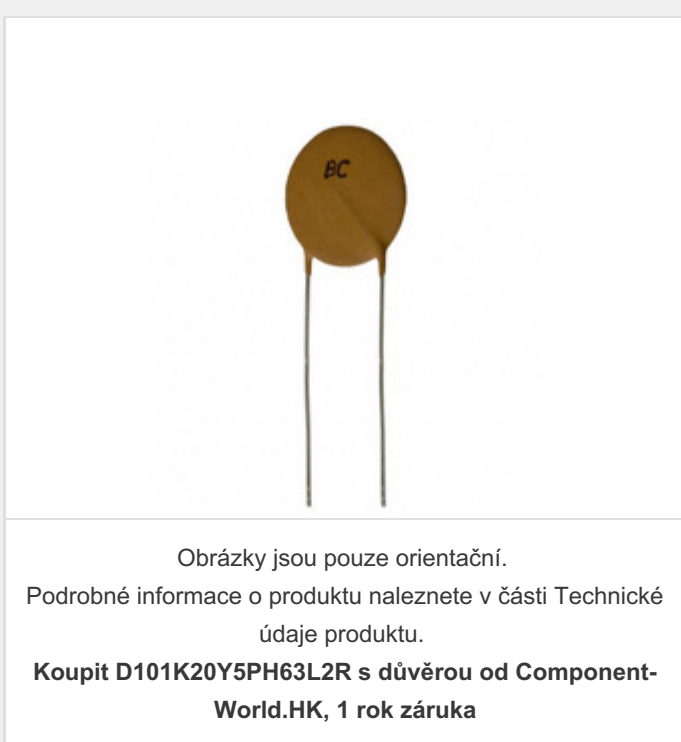 BC
Obrázky jsou pouze orientační.
Podrobné informace o produktu naleznete v části Technické
údaje produktu.
Koupit D101K20Y5PH63L2R s důvěrou od Component-
World.HK, 1 rok záruka